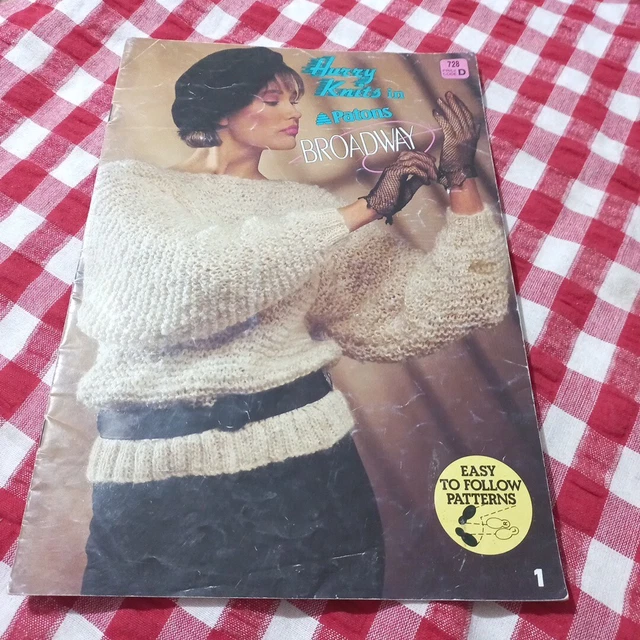 Hurry
Knits in
Patons
BROADWAY
728
D
EASY
TO FOLLOW
PATTERNS
1